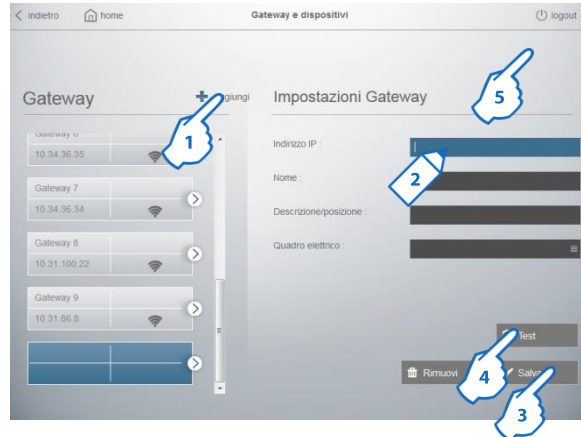 indietro
home
Gateway e dispositivi
logout
Gateway
Impostazioni Gateway
5
1
Indirizzo IP :
10.34.36.35
Gateway 7
10.34.36.34
Nome :
2
Descrizione/posizione :
Gateway 8
10.31.100.22
Quadro elettrico :
Gateway 9
10.31.86.8
Test
Rimuovi
4
Salva
3